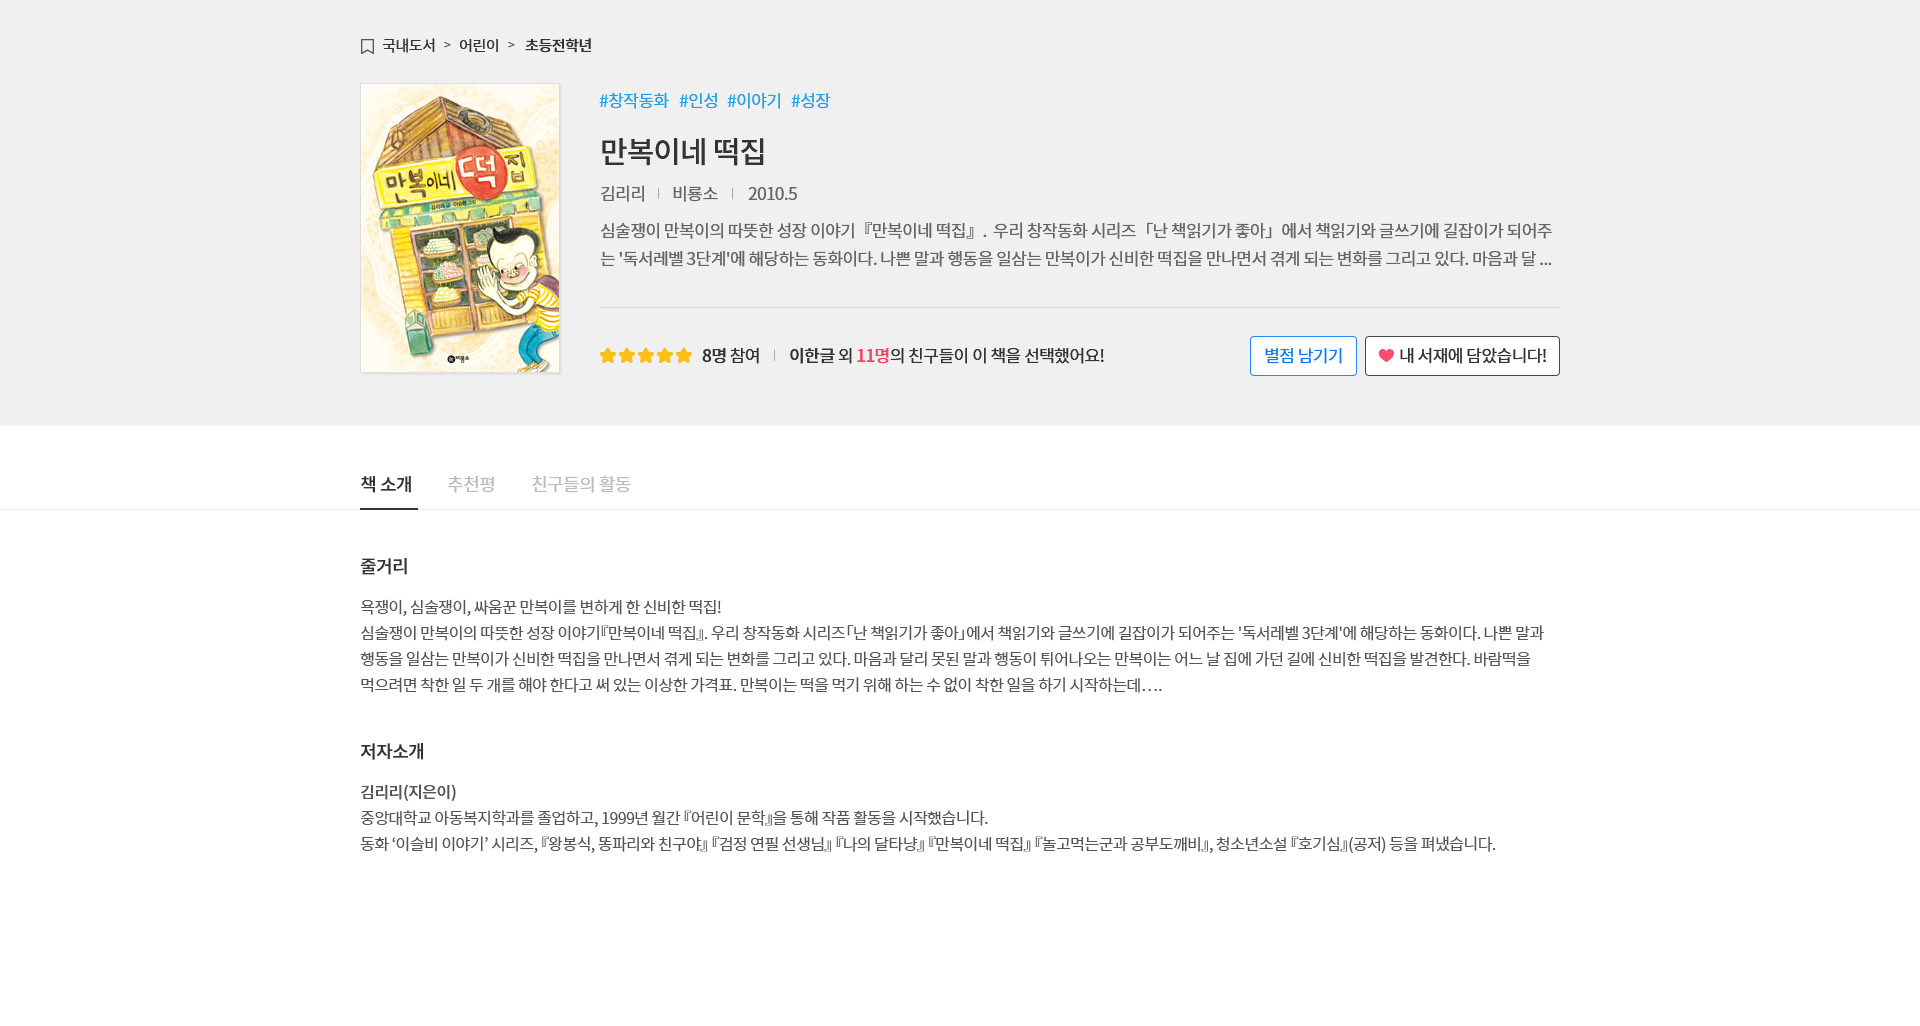 국내도서 > 어린이 > 초등전학년
만복이네 떡집
김리리 글 이승현 그림
비룡소
#창작동화 #인성 #이야기 #성장
만복이네 떡집
김리리 | 비룡소 | 2010.5
심술쟁이 만복이의 따뜻한 성장 이야기『만복이네 떡집』. 우리 창작동화 시리즈「난 책읽기가 좋아」에서 책읽기와 글쓰기에 길잡이가 되어주
는 '독서레벨 3단계'에 해당하는 동화이다. 나쁜 말과 행동을 일삼는 만복이가 신비한 떡집을 만나면서 겪게 되는 변화를 그리고 있다. 마음과 달 ...
8명 참여 | 이한글 외 11명의 친구들이 이 책을 선택했어요!
별점 남기기
내 서재에 담았습니다!
책 소개 추천평 친구들의 활동
줄거리
욕쟁이, 심술쟁이, 싸움꾼 만복이를 변하게 한 신비한 떡집!
심술쟁이 만복이의 따뜻한 성장 이야기『만복이네 떡집』. 우리 창작동화 시리즈「난 책읽기가 좋아」에서 책읽기와 글쓰기에 길잡이가 되어주는 '독서레벨 3단계'에 해당하는 동화이다. 나쁜 말과
행동을 일삼는 만복이가 신비한 떡집을 만나면서 겪게 되는 변화를 그리고 있다. 마음과 달리 못된 말과 행동이 튀어나오는 만복이는 어느 날 집에 가던 길에 신비한 떡집을 발견한다. 바람떡을
먹으려면 착한 일 두 개를 해야 한다고 써 있는 이상한 가격표. 만복이는 떡을 먹기 위해 하는 수 없이 착한 일을 하기 시작하는데….
저자소개
김리리(지은이)
중앙대학교 아동복지학과를 졸업하고, 1999년 월간 『어린이 문학』을 통해 작품 활동을 시작했습니다.
동화 ‘이슬비 이야기’ 시리즈, 『왕봉식, 똥파리와 친구야』 『검정 연필 선생님』 『나의 달타냥』 『만복이네 떡집』 『놀고먹는군과 공부도깨비』, 청소년소설 『호기심』(공저) 등을 펴냈습니다.